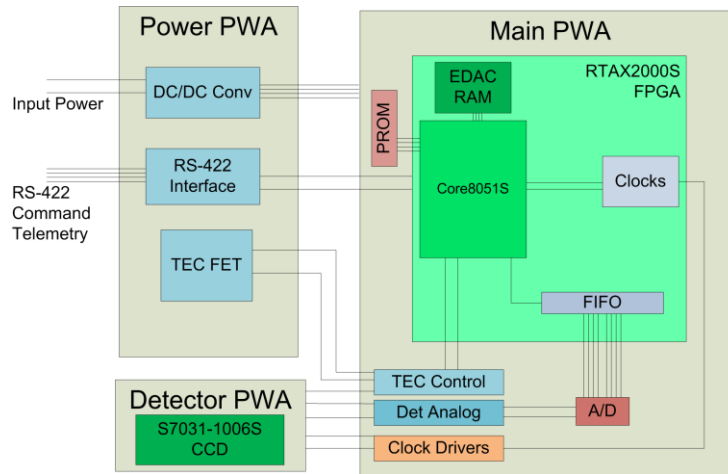 Power PWA
Main PWA
DC/DC Conv
Input Power
RS-422
Interface
RS-422
Command
Telemetry
TEC FET
PROM
EDAC
RAM
RTAX2000S
FPGA
Core8051S
Clocks
FIFO
TEC Control
Det Analog
A/D
Clock Drivers
Detector PWA
S7031-1006S
CCD